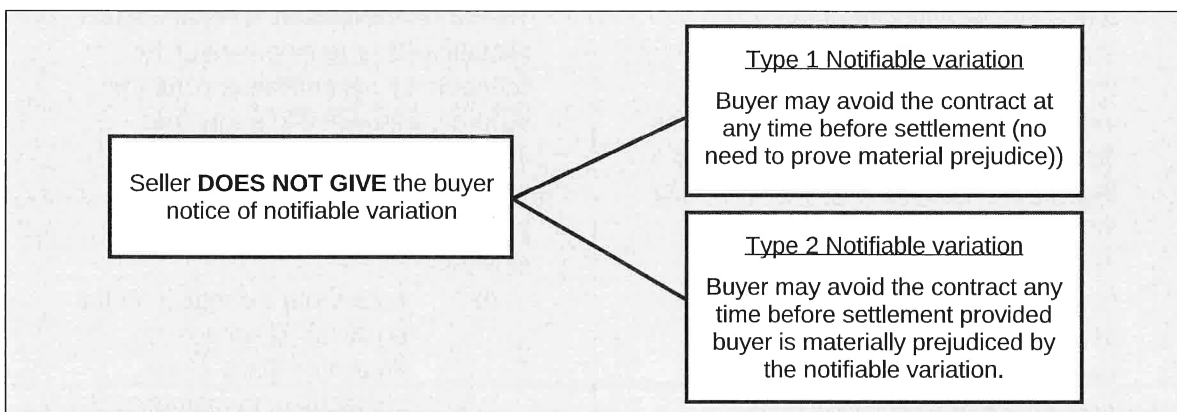 Seller DOES NOT GIVE the buyer
notice of notifiable variation
Type 1 Notifiable variation
Buyer may avoid the contract at
any time before settlement (no
need to prove material prejudice))
Type 2 Notifiable variation
Buyer may avoid the contract any
time before settlement provided
buyer is materially prejudiced by
the notifiable variation.